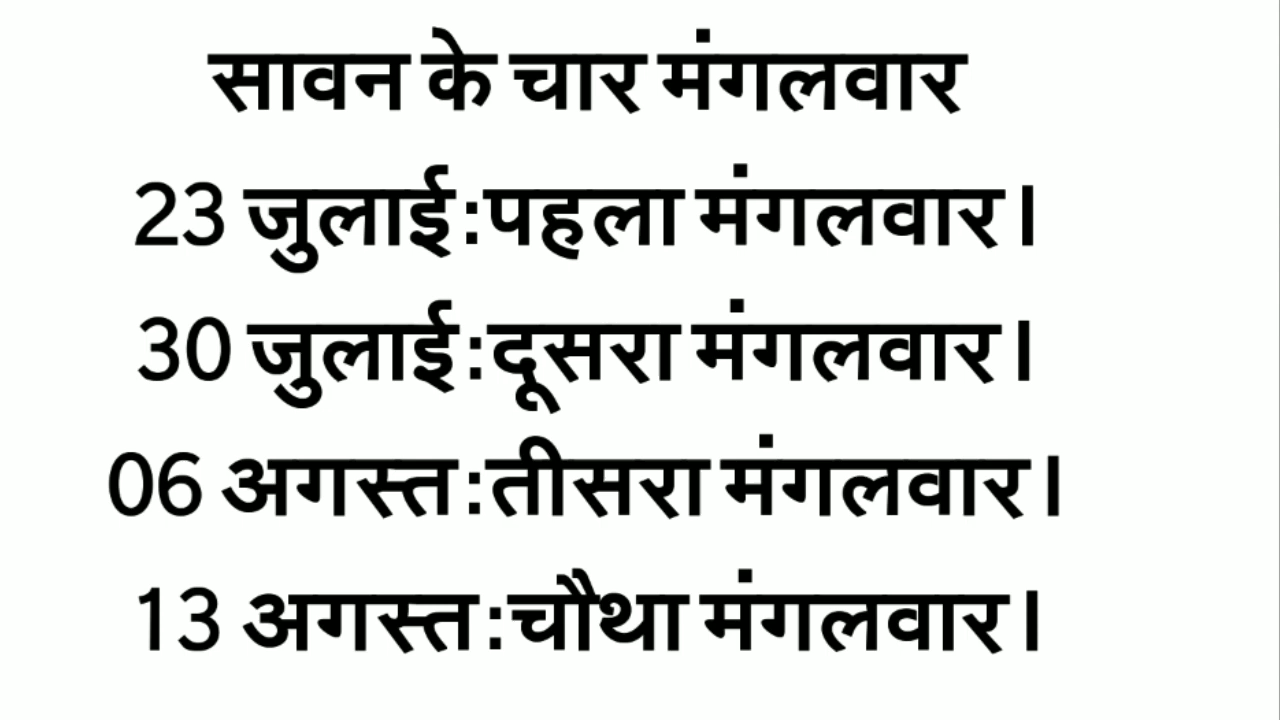 सावन के चार मंगलवार
23 जुलाई:पहला मंगलवार।
30 जुलाई:दूसरा मंगलवार।
06 अगस्त:तीसरा मंगलवार।
13 अगस्त:चौथा मंगलवार।